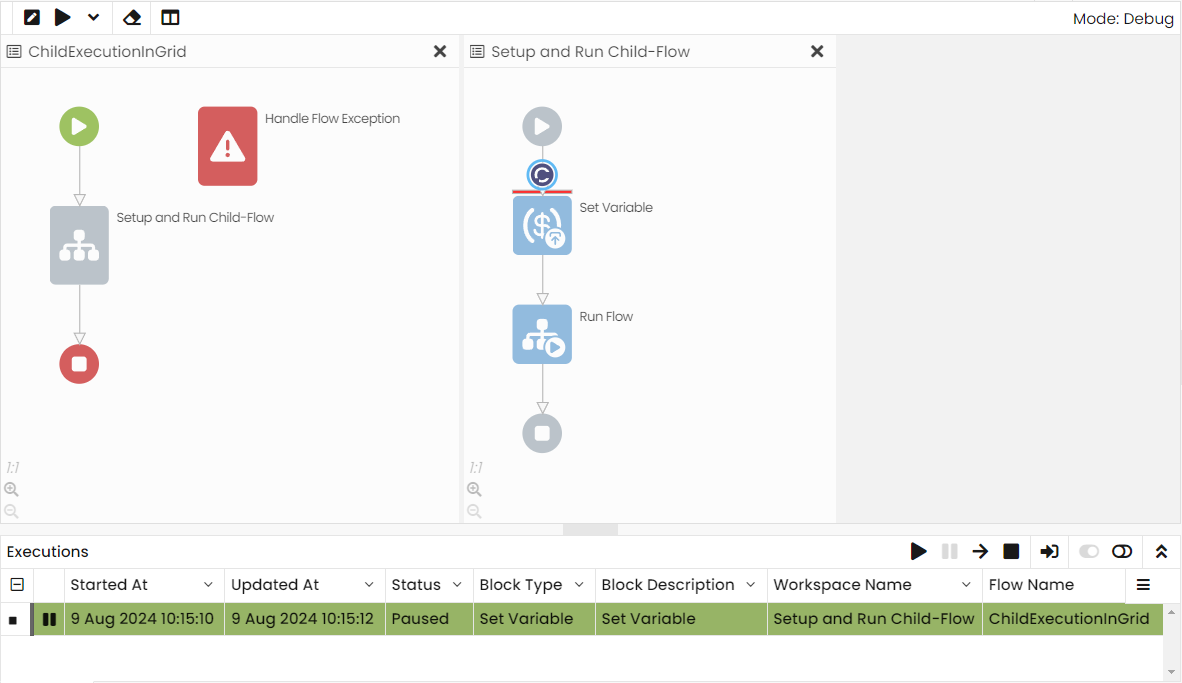 Mode: Debug
ChildExecutionInGrid
Setup and Run Child-Flow
Handle Flow Exception
Setup and Run Child-Flow
Set Variable
Run Flow
1:1
1:1
Executions
Started At Updated At Status Block Type Block Description Workspace Name Flow Name
9 Aug 2024 10:15:10 9 Aug 2024 10:15:12 Paused Set Variable Set Variable Setup and Run Child-Flow ChildExecutionInGrid